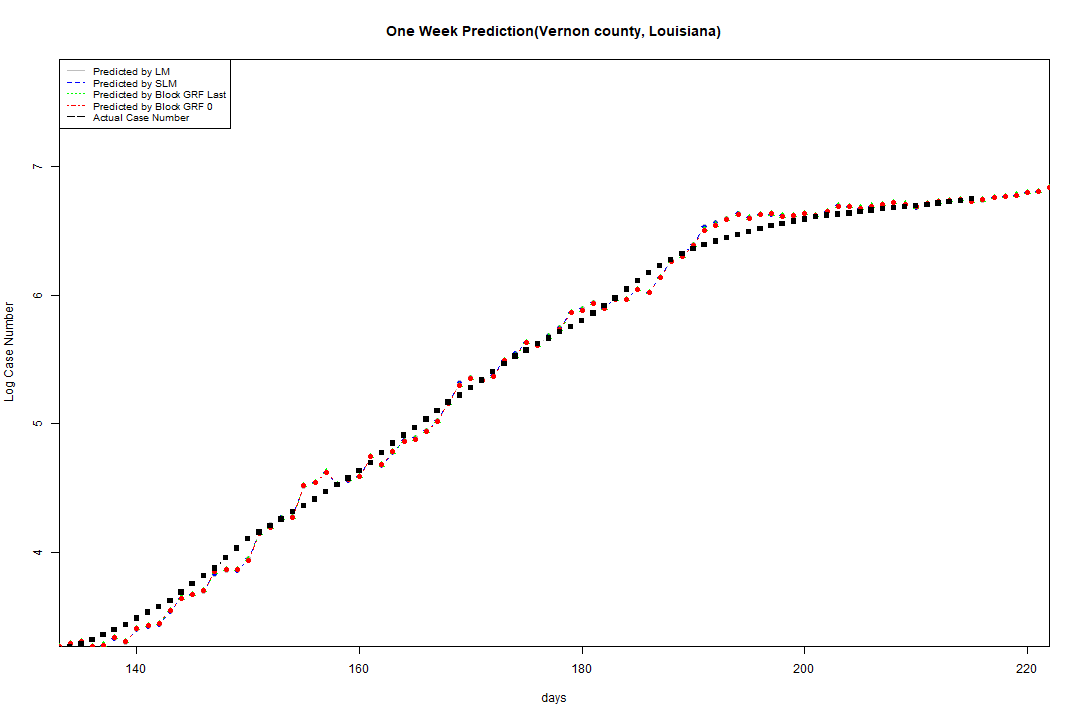 One Week Prediction(Vernon county, Louisiana)
Predicted by LM
Predicted by SLM
Predicted by Block GRF Last
Predicted by Block GRF 0
Actual Case Number
7
6
5
4
Log Case Number
140 160 180 200 220
days